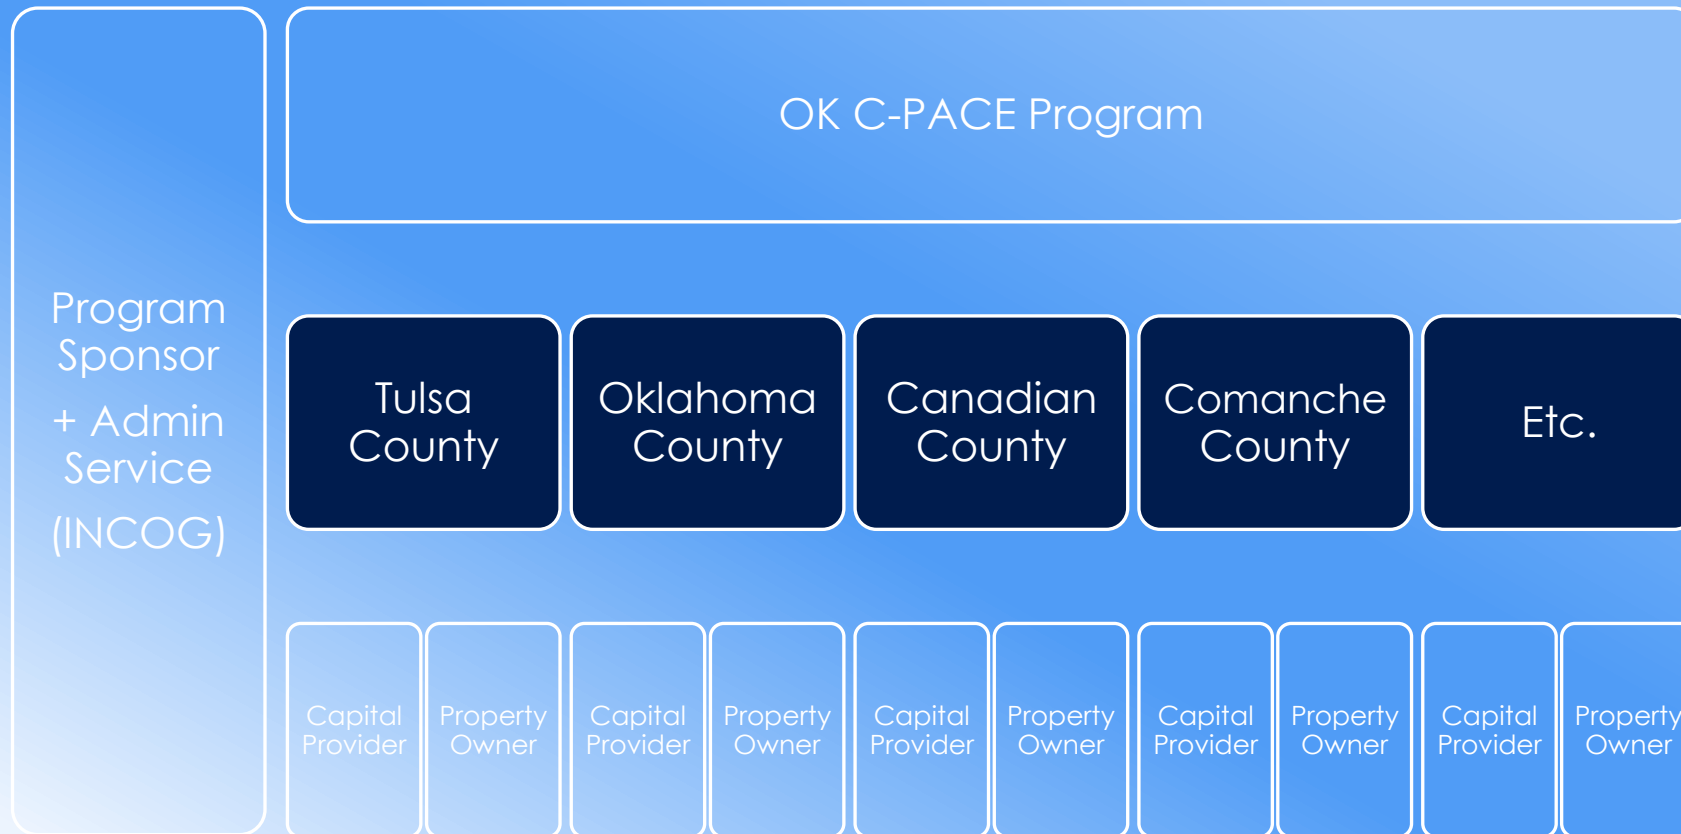 OK C-PACE Program
Program
Sponsor
+ Admin
Service
(INCOG)
Tulsa
County
Oklahoma
County
Canadian
County
Comanche
County
Etc.
Capital
Provider
Property
Owner
Capital
Provider
Property
Owner
Capital
Provider
Property
Owner
Capital
Provider
Property
Owner
Capital
Provider
Property
Owner